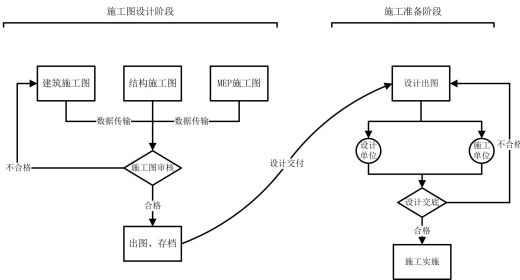 施工图设计阶段
施工准备阶段
建筑施工图
结构施工图
MEP施工图
设计出图
数据传输
数据传输
设计
单位
施工
单位
不合格
不合格
施工图审核
设计交付
合格
设计交底
合格
出图、存档
施工实施